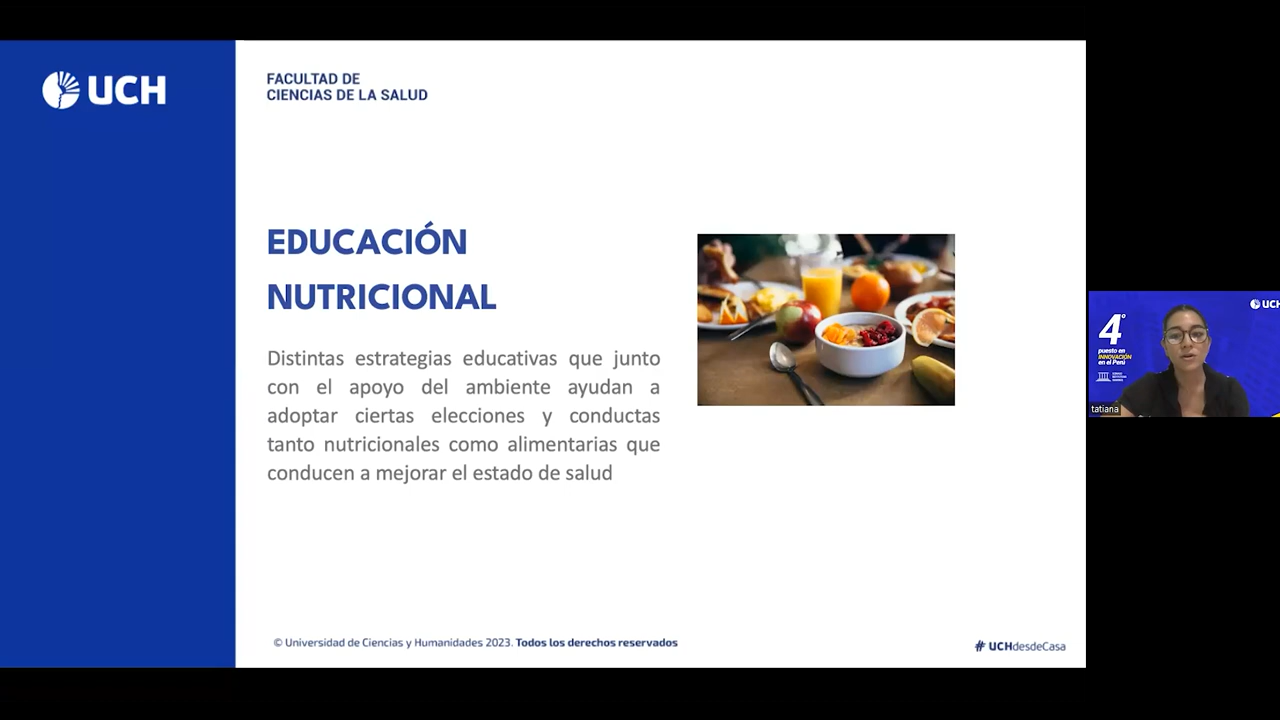 UCH
FACULTAD DE
CIENCIAS DE LA SALUD
EDUCACIÓN
NUTRICIONAL
Distintas estrategias educativas que junto
con el apoyo del ambiente ayudan a
adoptar ciertas elecciones y conductas
tanto nutricionales como alimentarias que
conducen a mejorar el estado de salud
© Universidad de Ciencias y Humanidades 2023. Todos los derechos reservados
# UCHdesdeCasa
UCH
4°
puesto en
INNOVACIÓN
en el Perú
tatiana